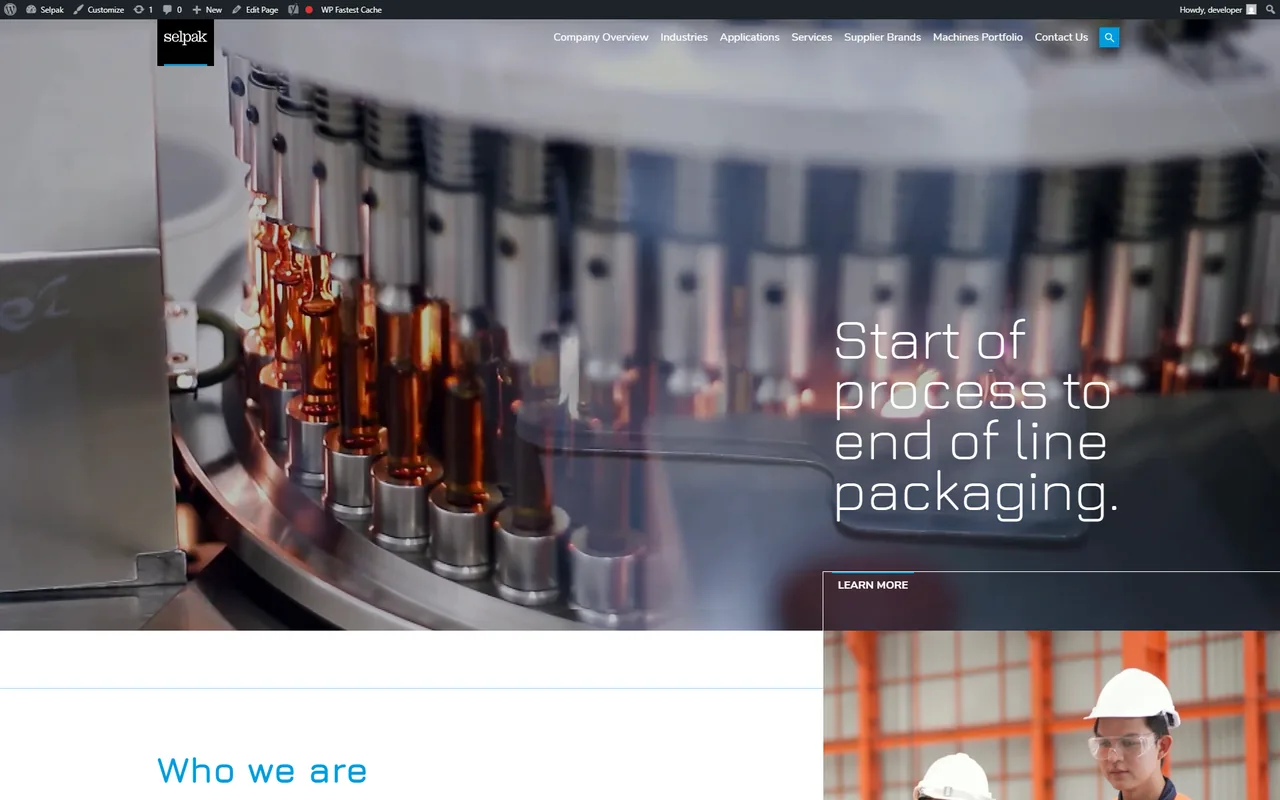 Selpak
Customize
1
0
New
Edit Page
WP Fastest Cache
Howdy, developer
selpak
Company Overview
Industries
Applications
Services
Supplier Brands
Machines Portfolio
Contact Us
Start of
process to
end of line
packaging.
LEARN MORE
Who we are